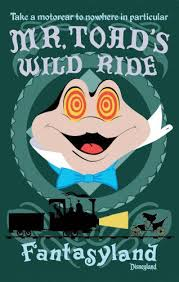 Take a motorcar to nowhere in particular
MR. TOAD'S
WILD RIDE
Fantasyland
Disneyland